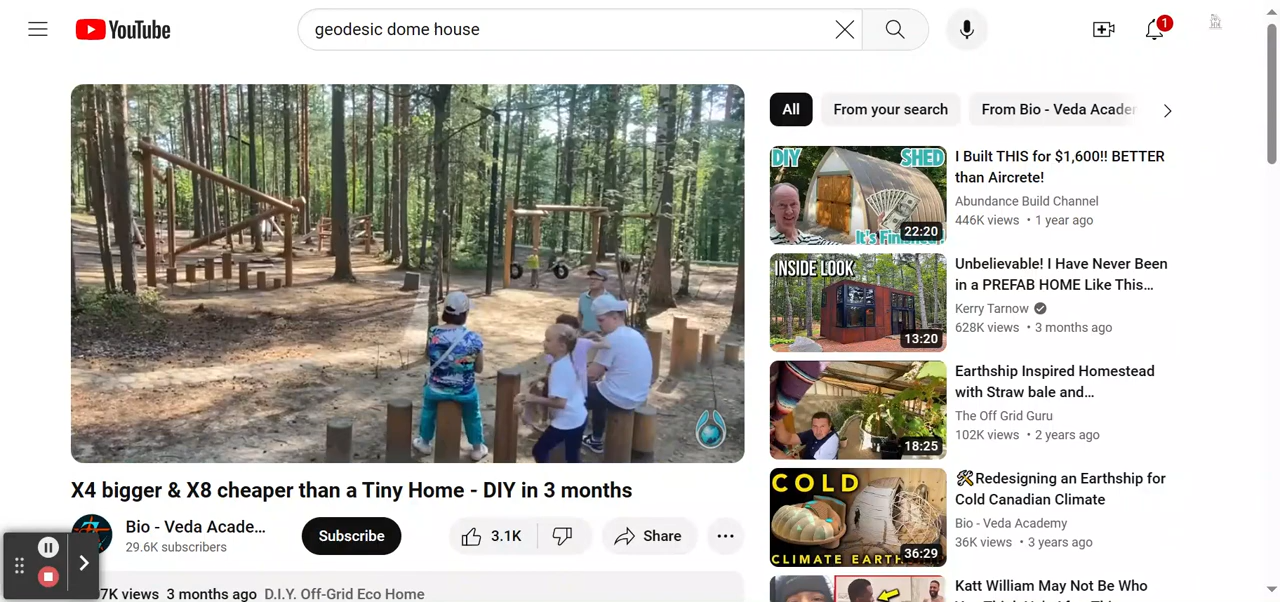 YouTube
geodesic dome house
1
All
From your search
From Bio - Veda Acader
DIY
SHED
It's Finished!
22:20
I Built THIS for $1,600!! BETTER
than Aircrete!
Abundance Build Channel
446K views • 1 year ago
INSIDE LOOK
13:20
Unbelievable! I Have Never Been
in a PREFAB HOME Like This...
Kerry Tarnow
628K views • 3 months ago
18:25
Earthship Inspired Homestead
with Straw bale and...
The Off Grid Guru
102K views • 2 years ago
COLD
CLIMATE EARTH
36:29
🛠Redesigning an Earthship for
Cold Canadian Climate
Bio - Veda Academy
36K views • 3 years ago
Katt William May Not Be Who
X4 bigger & X8 cheaper than a Tiny Home - DIY in 3 months
Bio - Veda Acade...
29.6K subscribers
Subscribe
3.1K
Share
7K views 3 months ago D.I.Y. Off-Grid Eco Home